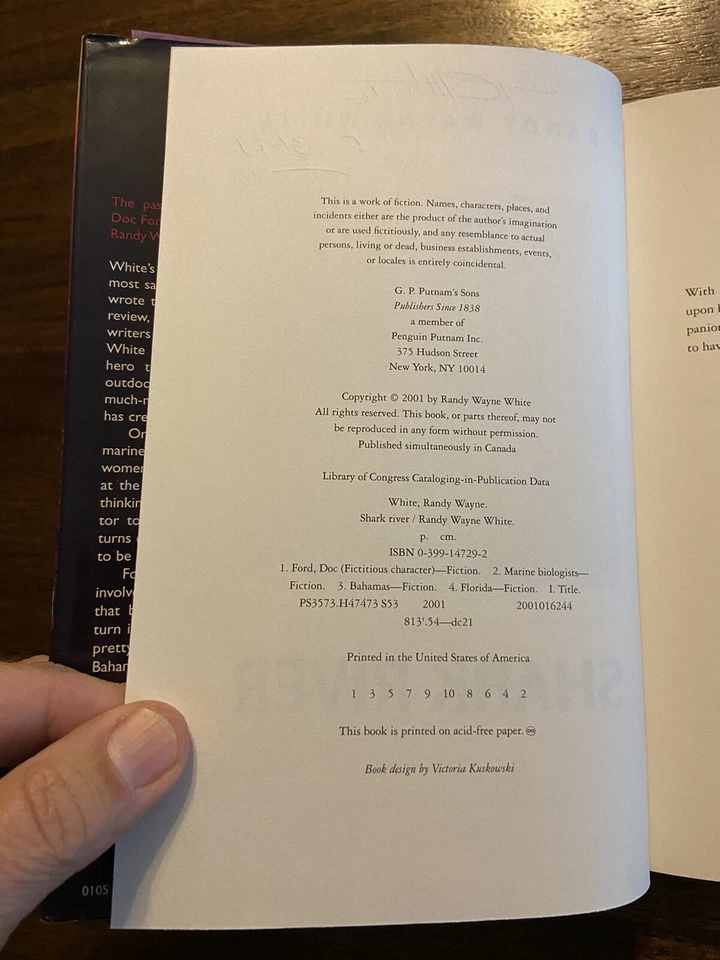 The pas
Doc For
Randy W
White's
most sa
wrote t
review,
writers
White
hero t
outdoo
much-r
has cre
Or
marine
women
at the
thinkin
tor to
turns
to be
Fo
involv
that b
turn i
pretty
Baham
0105
This is a work of fiction. Names, characters, places, and
incidents either are the product of the author's imagination
or are used fictitiously, and any resemblance to actual
persons, living or dead, business establishments, events,
or locales is entirely coincidental.
G. P. Putnam's Sons
Publishers Since 1838
a member of
Penguin Putnam Inc.
375 Hudson Street
New York, NY 10014
Copyright © 2001 by Randy Wayne White
All rights reserved. This book, or parts thereof, may not
be reproduced in any form without permission.
Published simultaneously in Canada
Library of Congress Cataloging-in-Publication Data
White, Randy Wayne.
Shark river / Randy Wayne White.
p. cm.
ISBN 0-399-14729-2
1. Ford, Doc (Fictitious character)—Fiction. 2. Marine biologists—
Fiction. 3. Bahamas—Fiction. 4. Florida—Fiction. I. Title.
PS3573.H47473 S53 2001 2001016244
813'.54—dc21
Printed in the United States of America
1 3 5 7 9 10 8 6 4 2
This book is printed on acid-free paper. ♾
Book design by Victoria Kuskowski
With
upon
panion
to hav